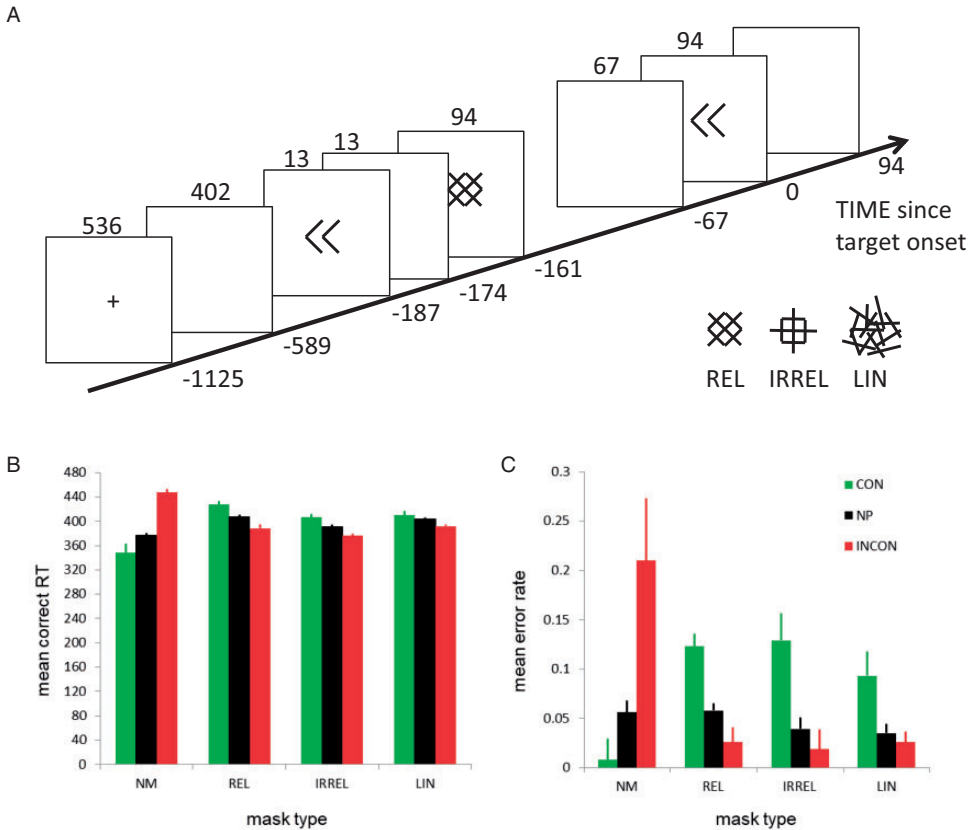 A
536
402
13
13
94
67
94
+
-1125
-589
-187
-174
-161
-67
0
94
TIME since
target onset
REL IRREL LIN
B
mean correct RT
480
440
400
360
320
280
240
200
160
120
80
40
0
NM REL IRREL LIN
mask type
C
mean error rate
0.3
0.25
0.2
0.15
0.1
0.05
0
CON
NP
INCON
NM REL IRREL LIN
mask type